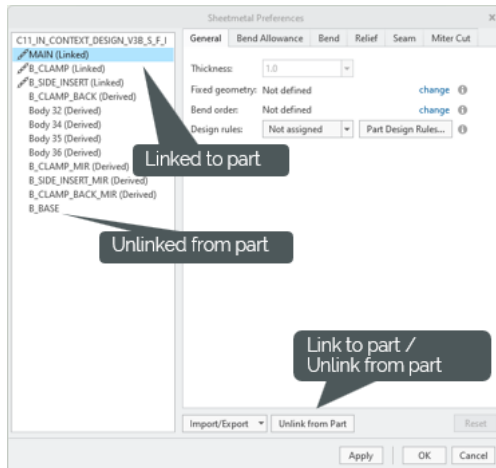 Sheetmetal Preferences
C11_IN_CONTEXT_DESIGN_V3B_S_F_I
MAIN (Linked)
B_CLAMP (Linked)
B_SIDE_INSERT (Linked)
B_CLAMP_BACK (Derived)
Body 32 (Derived)
Body 34 (Derived)
Body 35 (Derived)
Body 36 (Derived)
B_CLAMP_MIR (Derived)
B_SIDE_INSERT_MIR (Derived)
B_CLAMP_BACK_MIR (Derived)
B_BASE
General Bend Allowance Bend Relief Seam Miter Cut
Thickness: 1.0
Fixed geometry: Not defined change
Bend order: Not defined change
Design rules: Not assigned Part Design Rules...
Linked to part
Unlinked from part
Link to part /
Unlink from part
Import/Export Unlink from Part Reset
Apply OK Cancel